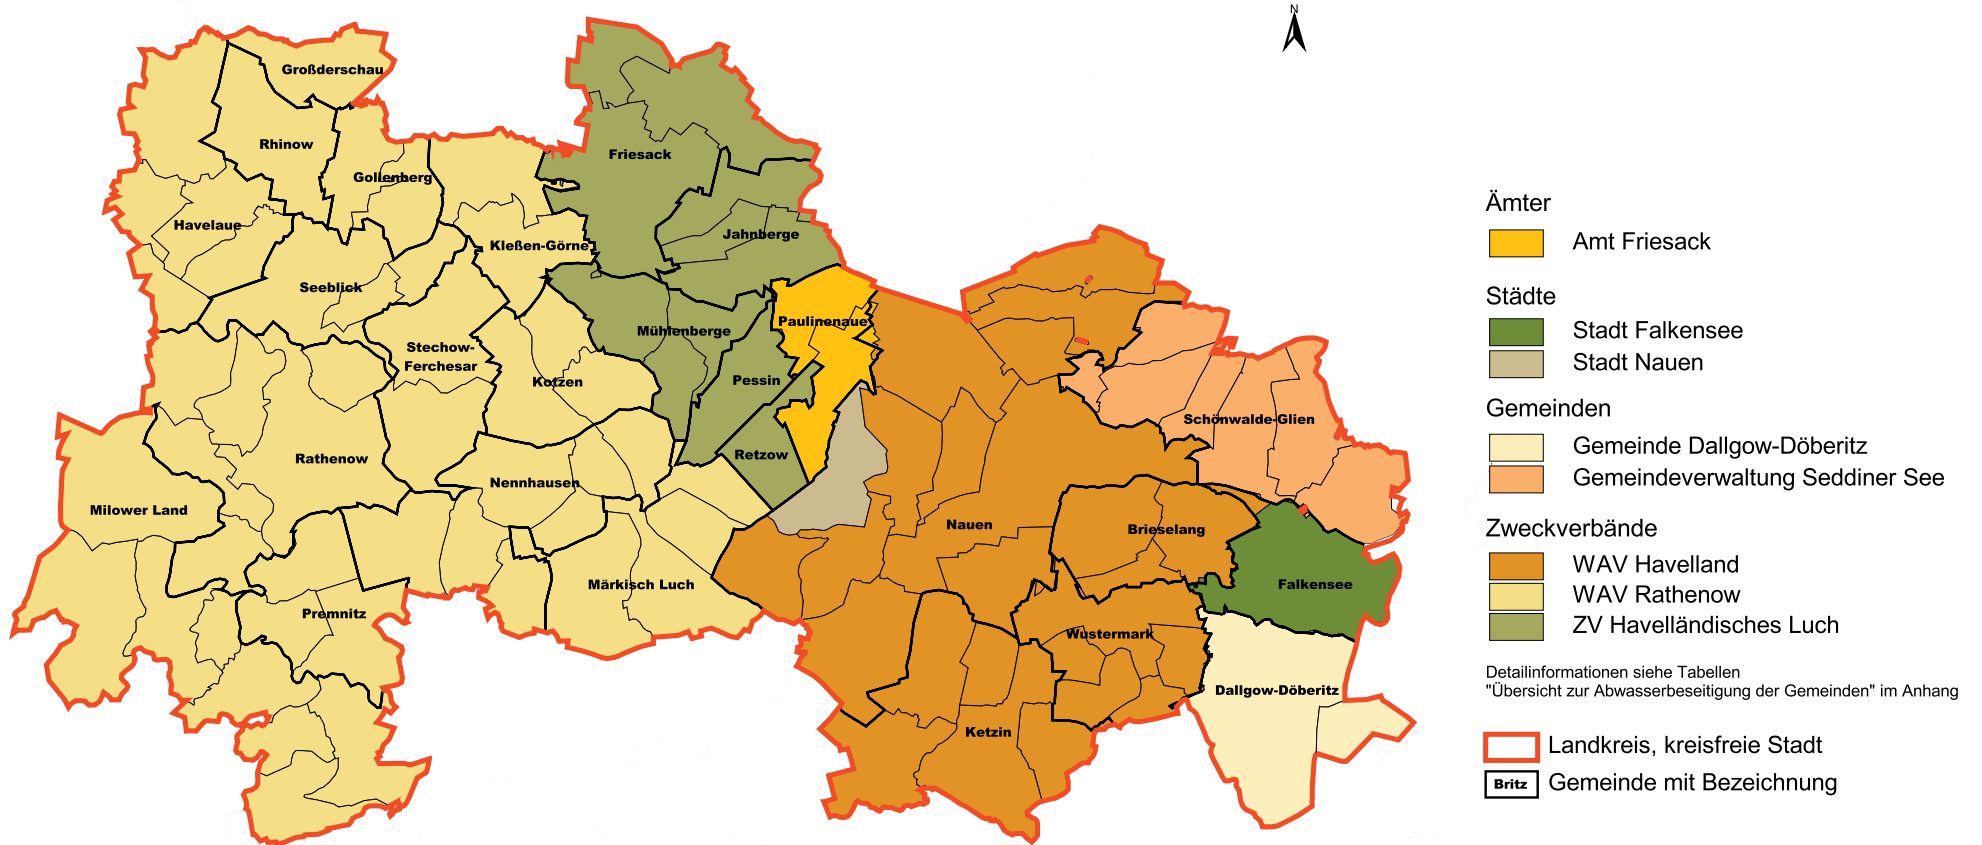 N
Großderschau
Rhinow
Friesack
Gollenberg
Havelaue
Jahnberge
Kleßen-Görne
Seeblick
Paulinenaue
Mühlenberge
Stechow-
Ferchesar
Pessin
Kotzen
Schönwalde-Glien
Retzow
Rathenow
Nennhausen
Milower Land
Nauen
Brieselang
Märkisch Luch
Falkensee
Premnitz
Wustermark
Dallgow-Döberitz
Ketzin
Ämter
Amt Friesack
Städte
Stadt Falkensee
Stadt Nauen
Gemeinden
Gemeinde Dallgow-Döberitz
Gemeindeverwaltung Seddiner See
Zweckverbände
WAV Havelland
WAV Rathenow
ZV Havelländisches Luch
Detailinformationen siehe Tabellen
"Übersicht zur Abwasserbeseitigung der Gemeinden" im Anhang
Landkreis, kreisfreie Stadt
Britz Gemeinde mit Bezeichnung